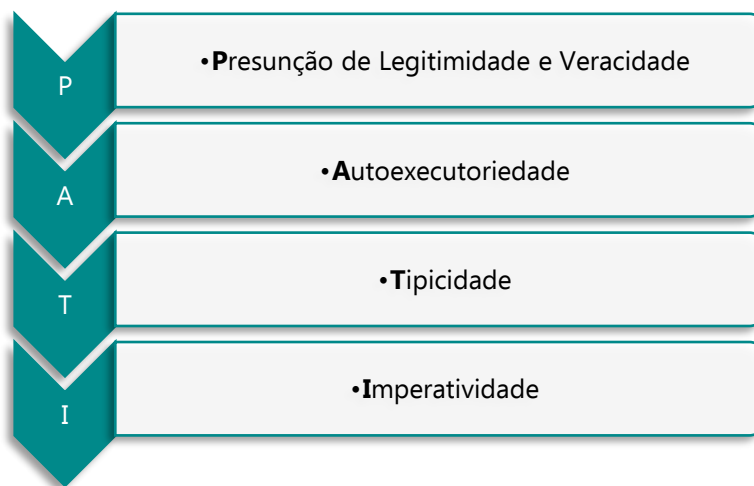 P
•Presunção de Legitimidade e Veracidade
A
•Autoexecutoriedade
T
•Tipicidade
I
•Imperatividade